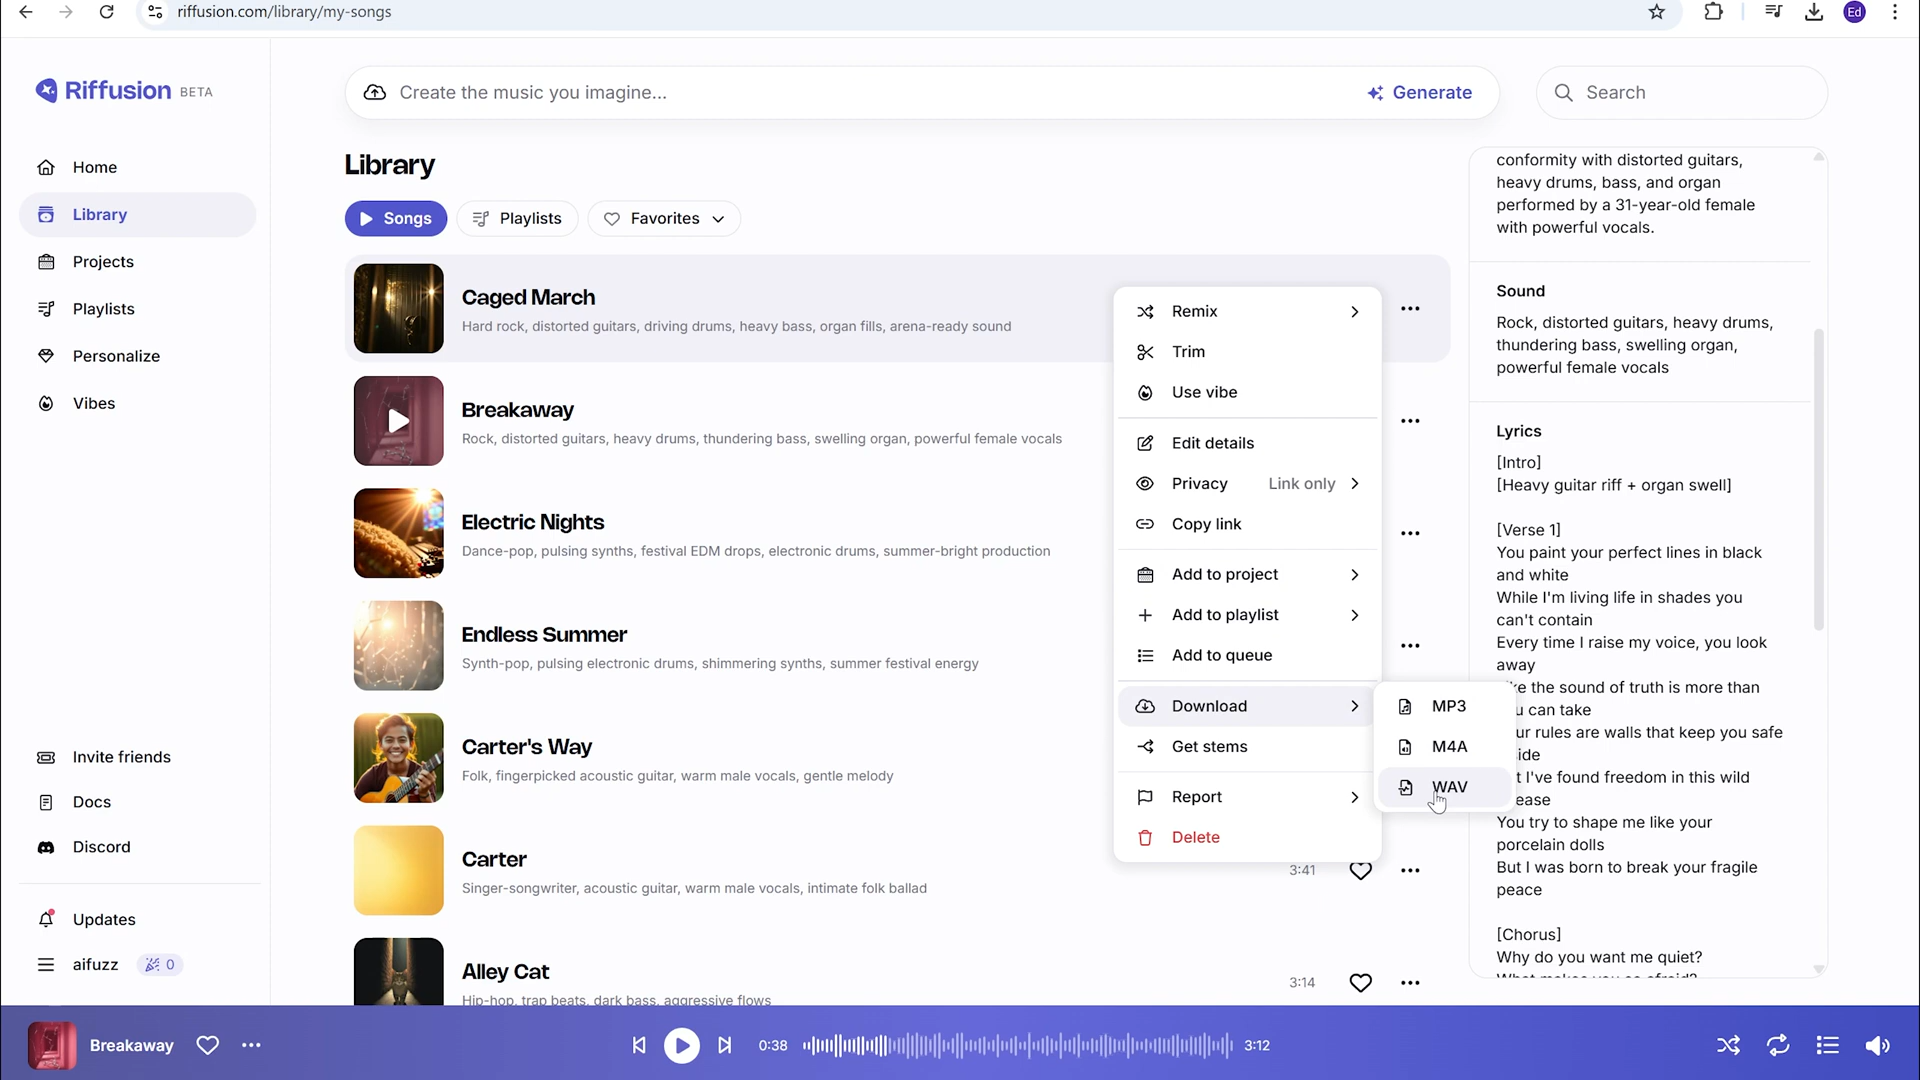 riffusion.com/library/my-songs
Ed
Riffusion BETA
Create the music you imagine...
Generate
Search
Home
Library
Projects
Playlists
Personalize
Vibes
Invite friends
Docs
Discord
Updates
aifuzz 0
Library
Songs
Playlists
Favorites
Caged March
Hard rock, distorted guitars, driving drums, heavy bass, organ fills, arena-ready sound
Breakaway
Rock, distorted guitars, heavy drums, thundering bass, swelling organ, powerful female vocals
Electric Nights
Dance-pop, pulsing synths, festival EDM drops, electronic drums, summer-bright production
Endless Summer
Synth-pop, pulsing electronic drums, shimmering synths, summer festival energy
Carter's Way
Folk, fingerpicked acoustic guitar, warm male vocals, gentle melody
Carter
Singer-songwriter, acoustic guitar, warm male vocals, intimate folk ballad
3:41
Alley Cat
Hip-hop, trap beats, dark bass, aggressive flows
3:14
Remix
Trim
Use vibe
Edit details
Privacy Link only
Copy link
Add to project
Add to playlist
Add to queue
Download
Get stems
Report
Delete
MP3
M4A
WAV
conformity with distorted guitars,
heavy drums, bass, and organ
performed by a 31-year-old female
with powerful vocals.
Sound
Rock, distorted guitars, heavy drums,
thundering bass, swelling organ,
powerful female vocals
Lyrics
[Intro]
[Heavy guitar riff + organ swell]
[Verse 1]
You paint your perfect lines in black
and white
While I'm living life in shades you
can't contain
Every time I raise my voice, you look
away
the sound of truth is more than
can take
rules are walls that keep you safe
I've found freedom in this wild
You try to shape me like your
porcelain dolls
But I was born to break your fragile
peace
[Chorus]
Why do you want me quiet?
Breakaway
0:38
3:12